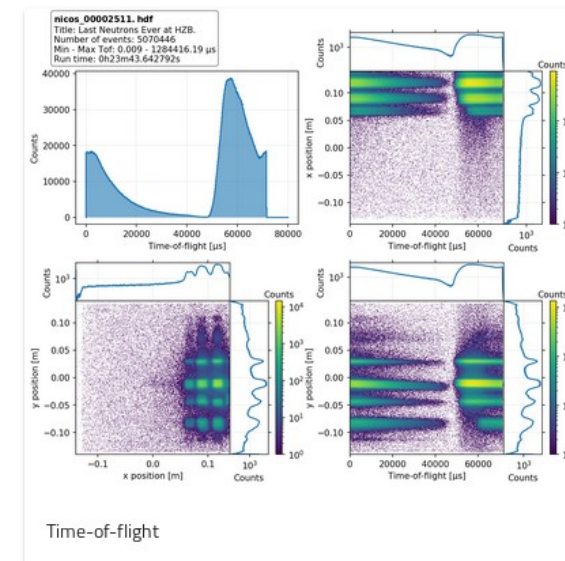 nicos_00002511. hdf
Title: Last Neutrons Ever at HZB.
Number of events: 5070446
Min - Max Tof: 0.009 - 1284416.19 µs
Run time: 0h23m43.642792s
40000
30000
20000
10000
0
Counts
0 20000 40000 60000 80000
Time-of-flight [µs]
10³
0.10
0.05
0.00
−0.05
−0.10
x position [m]
0 20000 40000 60000
Time-of-flight [µs]
10³
Counts
Counts
10³
0.10
0.05
0.00
−0.05
−0.10
y position [m]
−0.1 0.0 0.1
x position [m]
10³
Counts
Counts
10⁴
10³
10²
10¹
10⁰
10³
0.10
0.05
0.00
−0.05
−0.10
y position [m]
0 20000 40000 60000
Time-of-flight [µs]
10³
Counts
Counts
Time-of-flight